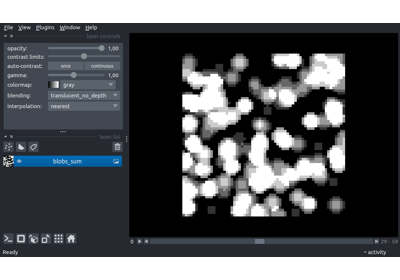 File View Plugins Window Help
layer controls
opacity: 1,00
contrast limits:
auto-contrast: once continuous
gamma: 1,00
colormap: gray
blending: translucent_no_depth
interpolation: nearest
layer list
blobs_sum
0 29 | 59
Ready activity